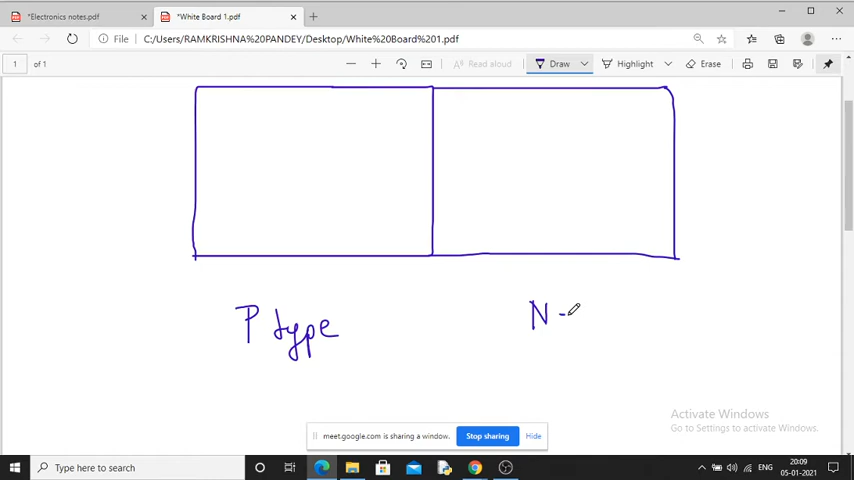 *Electronics notes.pdf
*White Board 1.pdf
File C:/Users/RAMKRISHNA%20PANDEY/Desktop/White%20Board%201.pdf
1 of 1 Read aloud Draw Highlight Erase
P type N -
Activate Windows
Go to Settings to activate Windows.
meet.google.com is sharing a window. Stop sharing Hide
Type here to search
ENG
20:09
05-01-2021